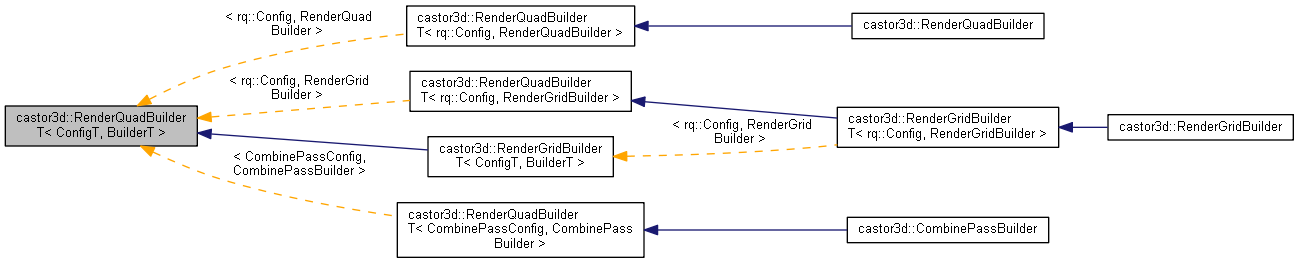 < rq::Config, RenderQuad
Builder >
castor3d::RenderQuadBuilder
T< rq::Config, RenderQuadBuilder >
castor3d::RenderQuadBuilder
< rq::Config, RenderGrid
Builder >
castor3d::RenderQuadBuilder
T< rq::Config, RenderGridBuilder >
castor3d::RenderQuadBuilder
T< ConfigT, BuilderT >
< rq::Config, RenderGrid
Builder >
castor3d::RenderGridBuilder
T< rq::Config, RenderGridBuilder >
castor3d::RenderGridBuilder
castor3d::RenderGridBuilder
T< ConfigT, BuilderT >
< CombinePassConfig,
CombinePassBuilder >
castor3d::RenderQuadBuilder
T< CombinePassConfig, CombinePass
Builder >
castor3d::CombinePassBuilder